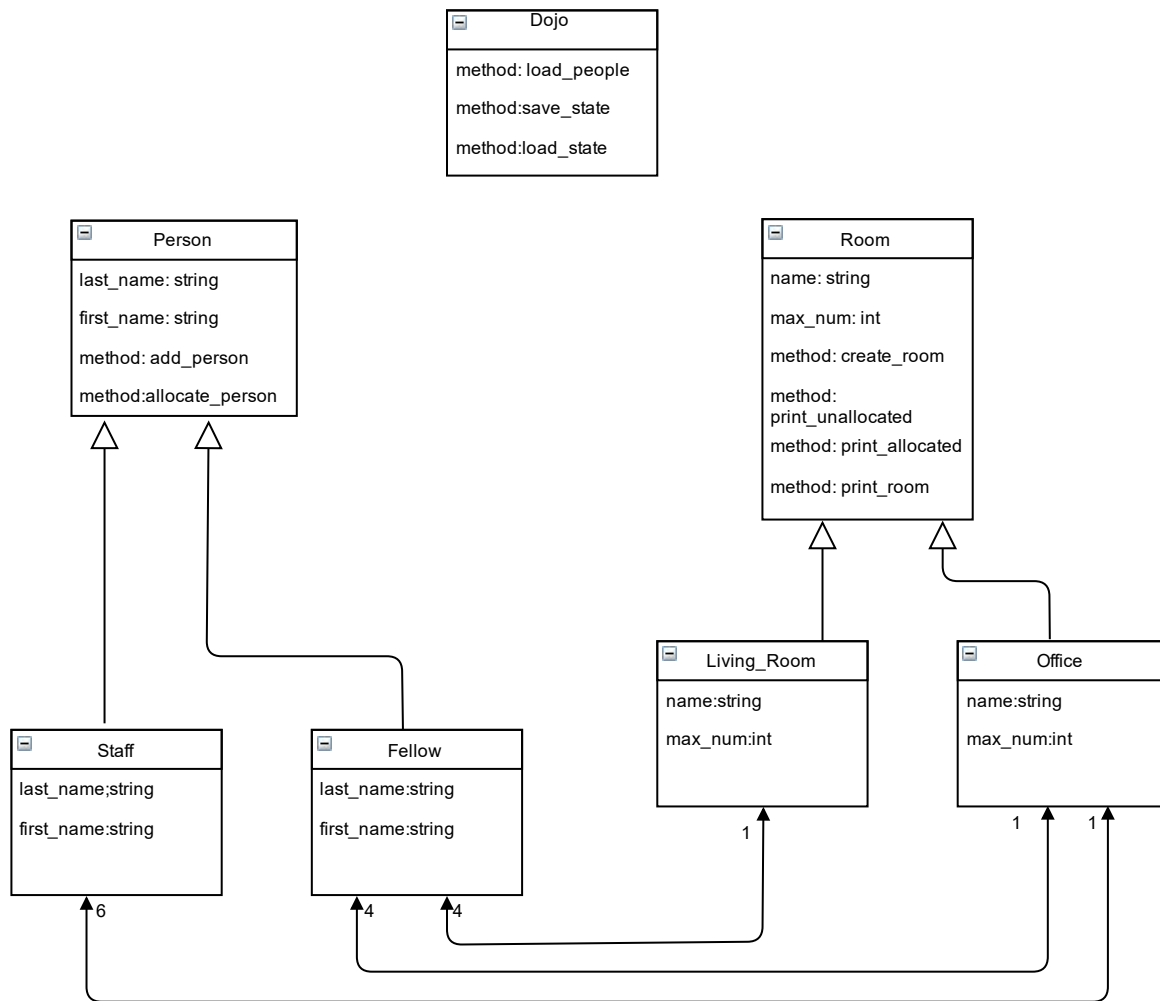 Dojo
method: load_people
method:save_state
method:load_state
Person
last_name: string
first_name: string
method: add_person
method:allocate_person
Room
name: string
max_num: int
method: create_room
method:
print_unallocated
method: print_allocated
method: print_room
Living_Room
name:string
max_num:int
Office
name:string
max_num:int
Staff
last_name;string
first_name:string
Fellow
last_name:string
first_name:string
1
1
1
6
4
4